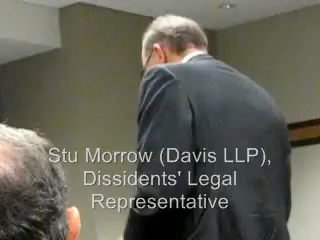 Stu Morrow (Davis LLP),
Dissidents' Legal
Representative